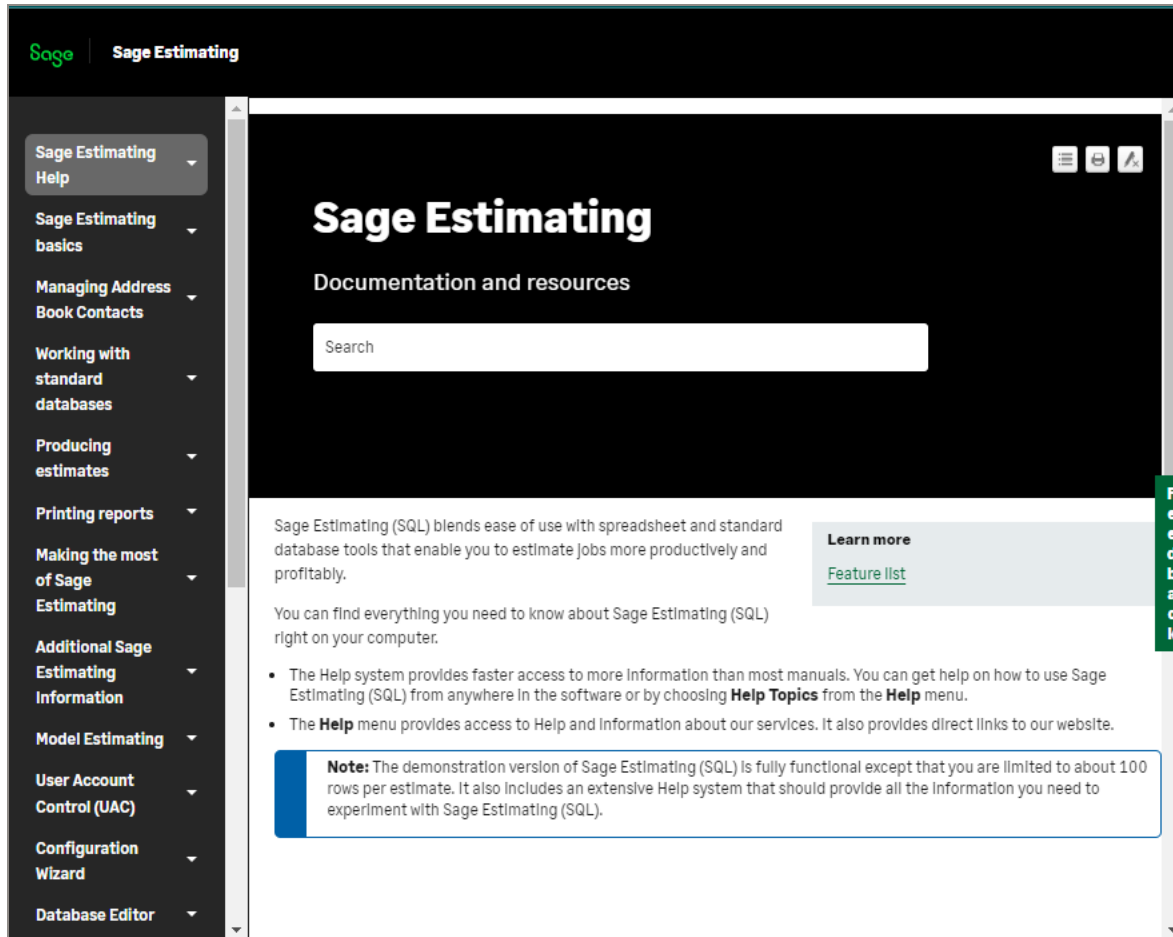 Sage
Sage Estimating
Sage Estimating
Help
Sage Estimating
basics
Managing Address
Book Contacts
Working with
standard
databases
Producing
estimates
Printing reports
Making the most
of Sage
Estimating
Additional Sage
Estimating
Information
Model Estimating
User Account
Control (UAC)
Configuration
Wizard
Database Editor
Sage Estimating
Documentation and resources
Search
Sage Estimating (SQL) blends ease of use with spreadsheet and standard
database tools that enable you to estimate jobs more productively and
profitably.
Learn more
Feature list
You can find everything you need to know about Sage Estimating (SQL)
right on your computer.
• The Help system provides faster access to more information than most manuals. You can get help on how to use Sage
Estimating (SQL) from anywhere in the software or by choosing Help Topics from the Help menu.
• The Help menu provides access to Help and information about our services. It also provides direct links to our website.
Note: The demonstration version of Sage Estimating (SQL) is fully functional except that you are limited to about 100
rows per estimate. It also includes an extensive Help system that should provide all the information you need to
experiment with Sage Estimating (SQL).